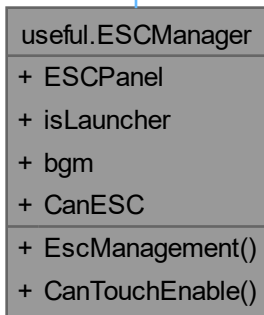 useful.ESCManager
+ ESCPanel
+ isLauncher
+ bgm
+ CanESC
+ EscManagement()
+ CanTouchEnable()